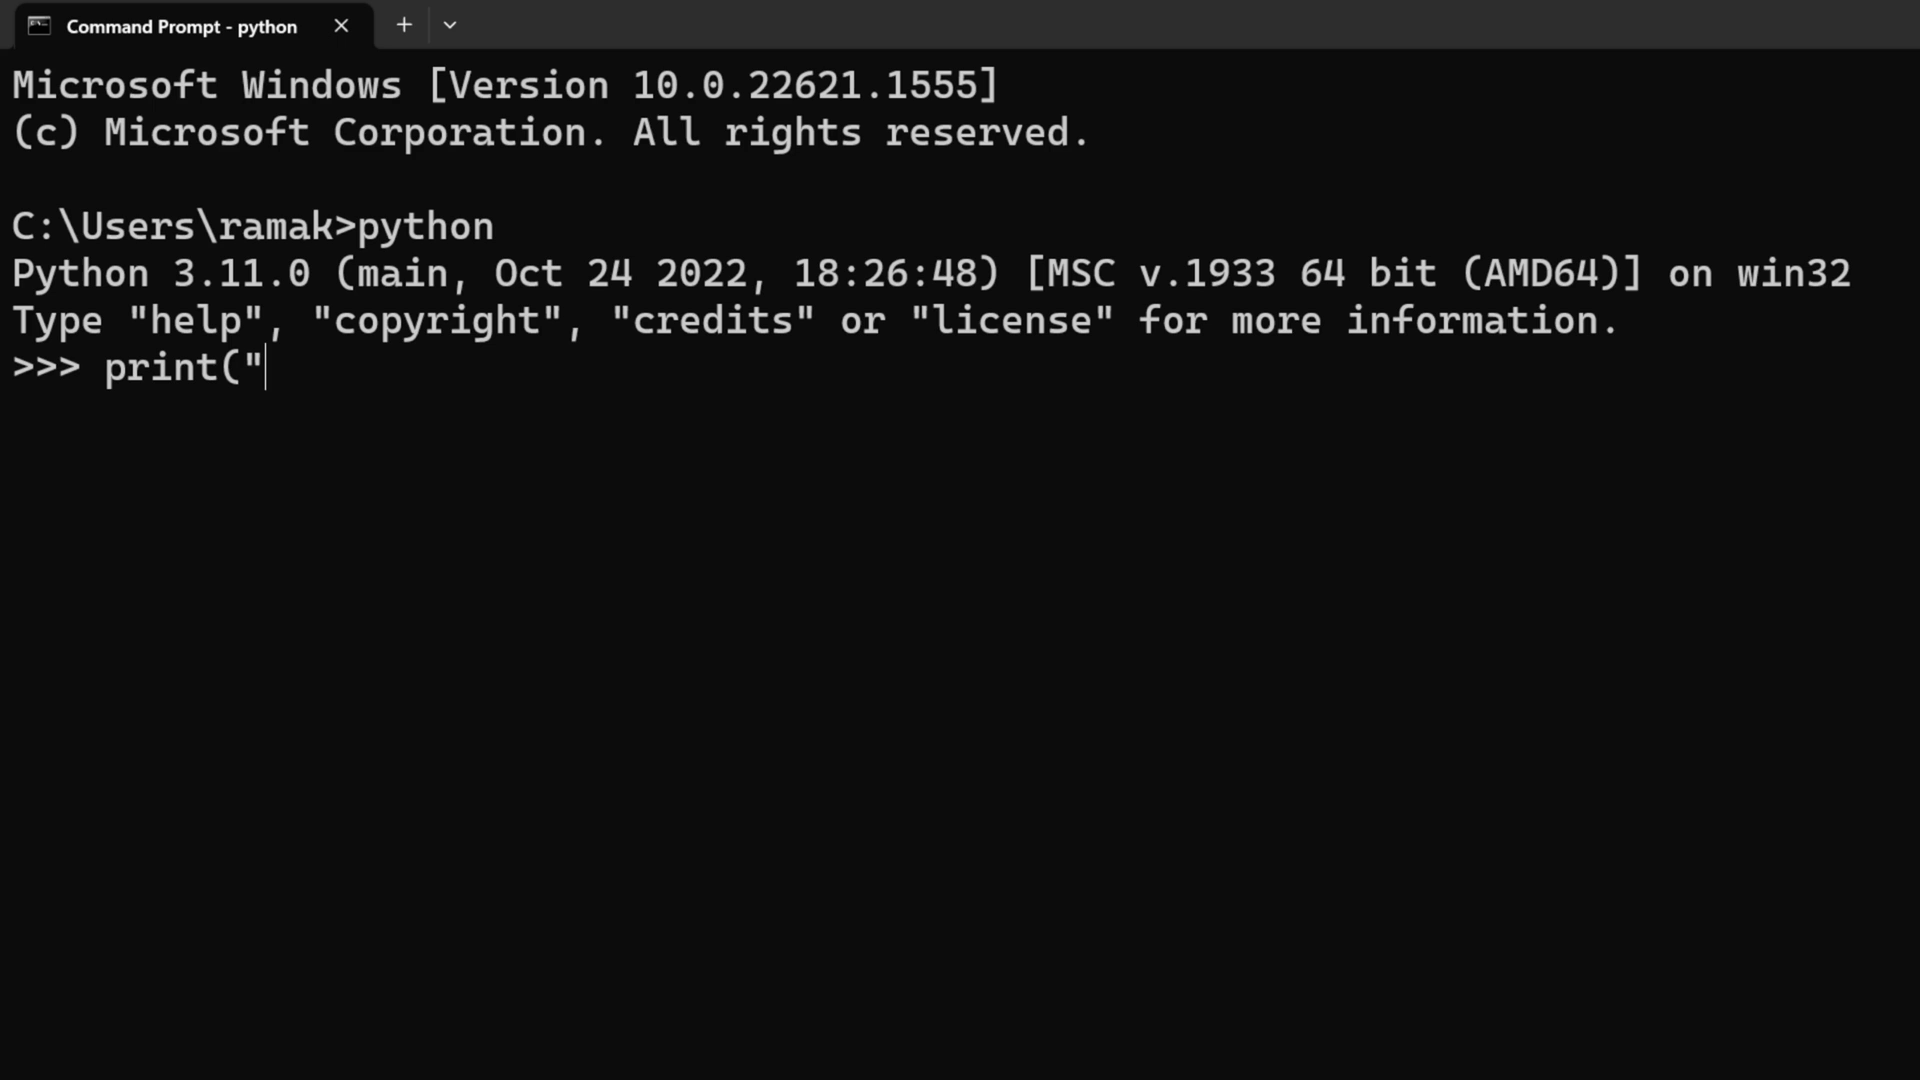 Command Prompt - python
Microsoft Windows [Version 10.0.22621.1555]
(c) Microsoft Corporation. All rights reserved.
C:\Users\ramak>python
Python 3.11.0 (main, Oct 24 2022, 18:26:48) [MSC v.1933 64 bit (AMD64)] on win32
Type "help", "copyright", "credits" or "license" for more information.
>>> print("